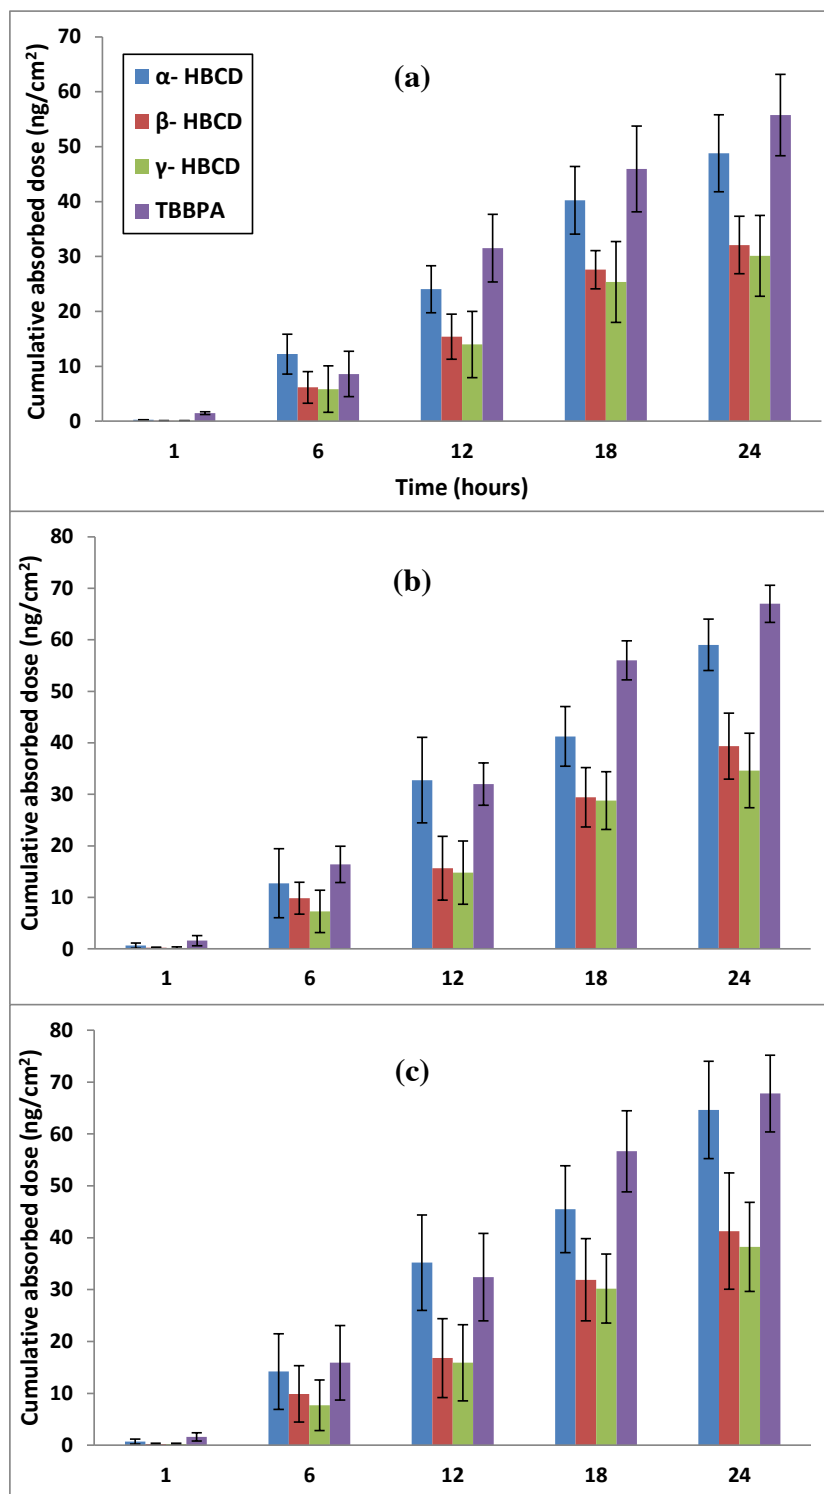 (a)
Cumulative absorbed dose (ng/cm²)
70
60
50
40
30
20
10
0
α- HBCD
β- HBCD
γ- HBCD
TBBPA
1 6 12 18 24
Time (hours)
(b)
Cumulative absorbed dose (ng/cm²)
80
70
60
50
40
30
20
10
0
1 6 12 18 24
(c)
Cumulative absorbed dose (ng/cm²)
80
70
60
50
40
30
20
10
0
1 6 12 18 24